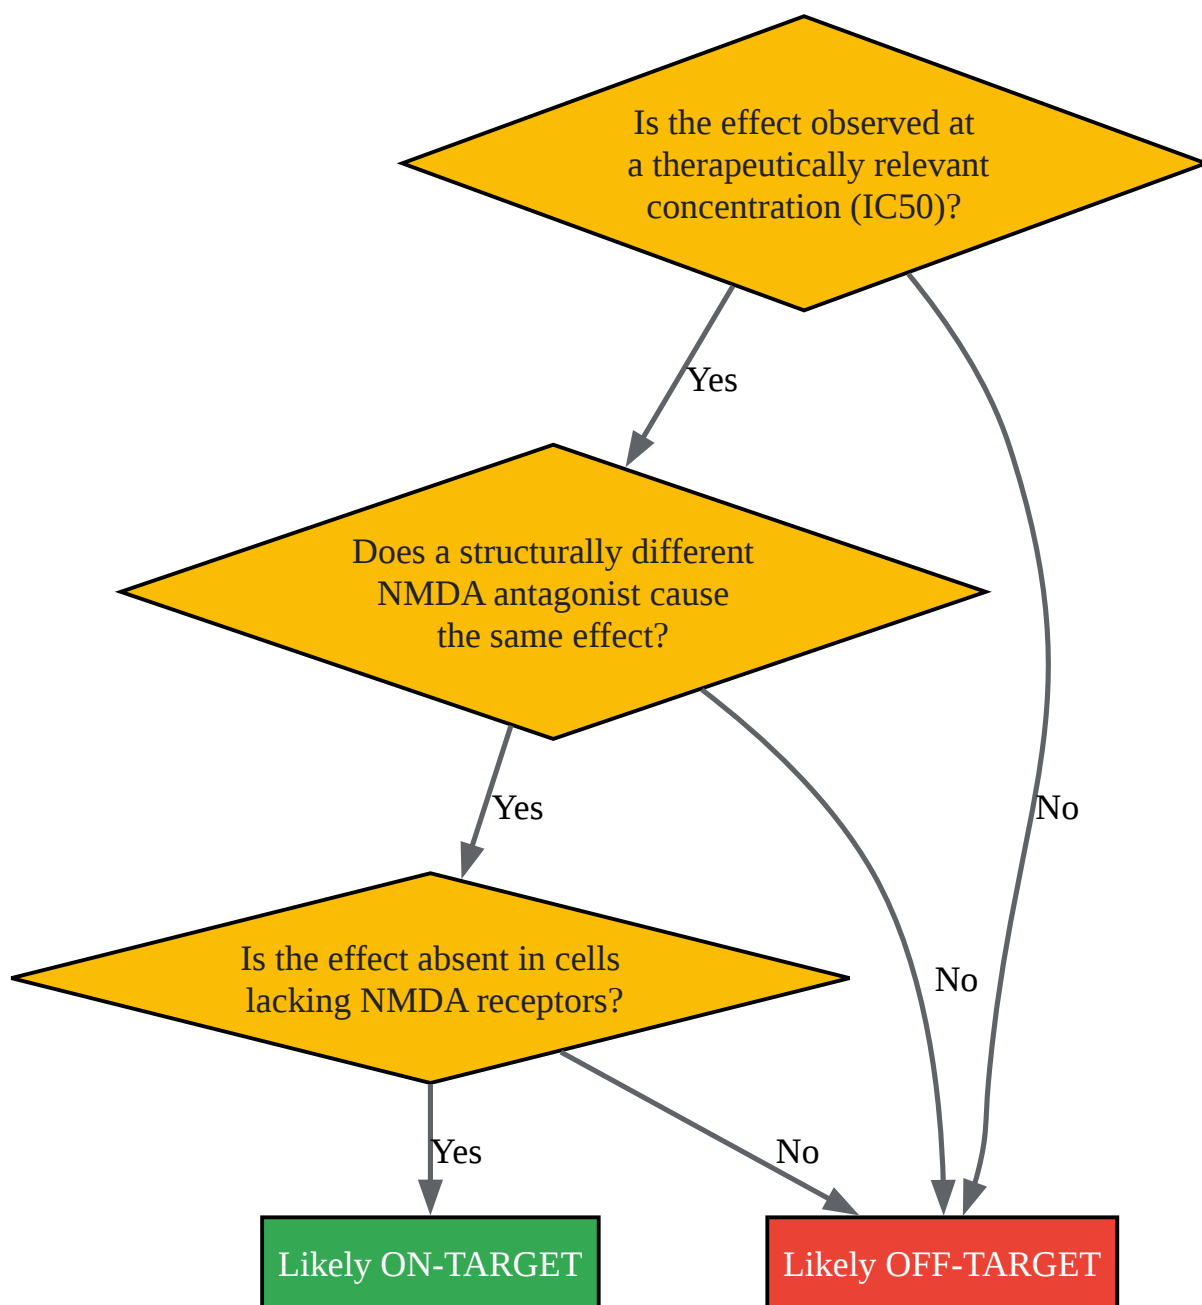 Is the effect observed at
a therapeutically relevant
concentration (IC50)?
Yes
Does a structurally different
NMDA antagonist cause
the same effect?
Yes
No
Is the effect absent in cells
lacking NMDA receptors?
No
Yes
No
Likely ON-TARGET
Likely OFF-TARGET